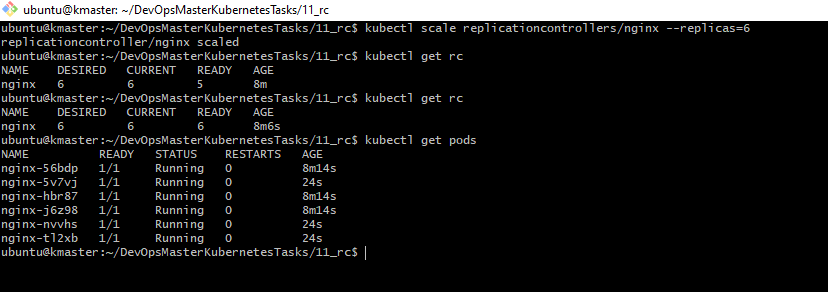 ubuntu@kmaster: ~/DevOpsMasterKubernetesTasks/11_rc
ubuntu@kmaster:~/DevOpsMasterKubernetesTasks/11_rc$ kubectl scale replicationcontrollers/nginx --replicas=6
replicationcontroller/nginx scaled
ubuntu@kmaster:~/DevOpsMasterKubernetesTasks/11_rc$ kubectl get rc
NAME    DESIRED   CURRENT   READY   AGE
nginx   6         6         5       8m
ubuntu@kmaster:~/DevOpsMasterKubernetesTasks/11_rc$ kubectl get rc
NAME    DESIRED   CURRENT   READY   AGE
nginx   6         6         6       8m6s
ubuntu@kmaster:~/DevOpsMasterKubernetesTasks/11_rc$ kubectl get pods
NAME          READY   STATUS    RESTARTS   AGE
nginx-56bdp   1/1     Running   0          8m14s
nginx-5v7vj   1/1     Running   0          24s
nginx-hbr87   1/1     Running   0          8m14s
nginx-j6z98   1/1     Running   0          8m14s
nginx-nvvhs   1/1     Running   0          24s
nginx-tl2xb   1/1     Running   0          24s
ubuntu@kmaster:~/DevOpsMasterKubernetesTasks/11_rc$